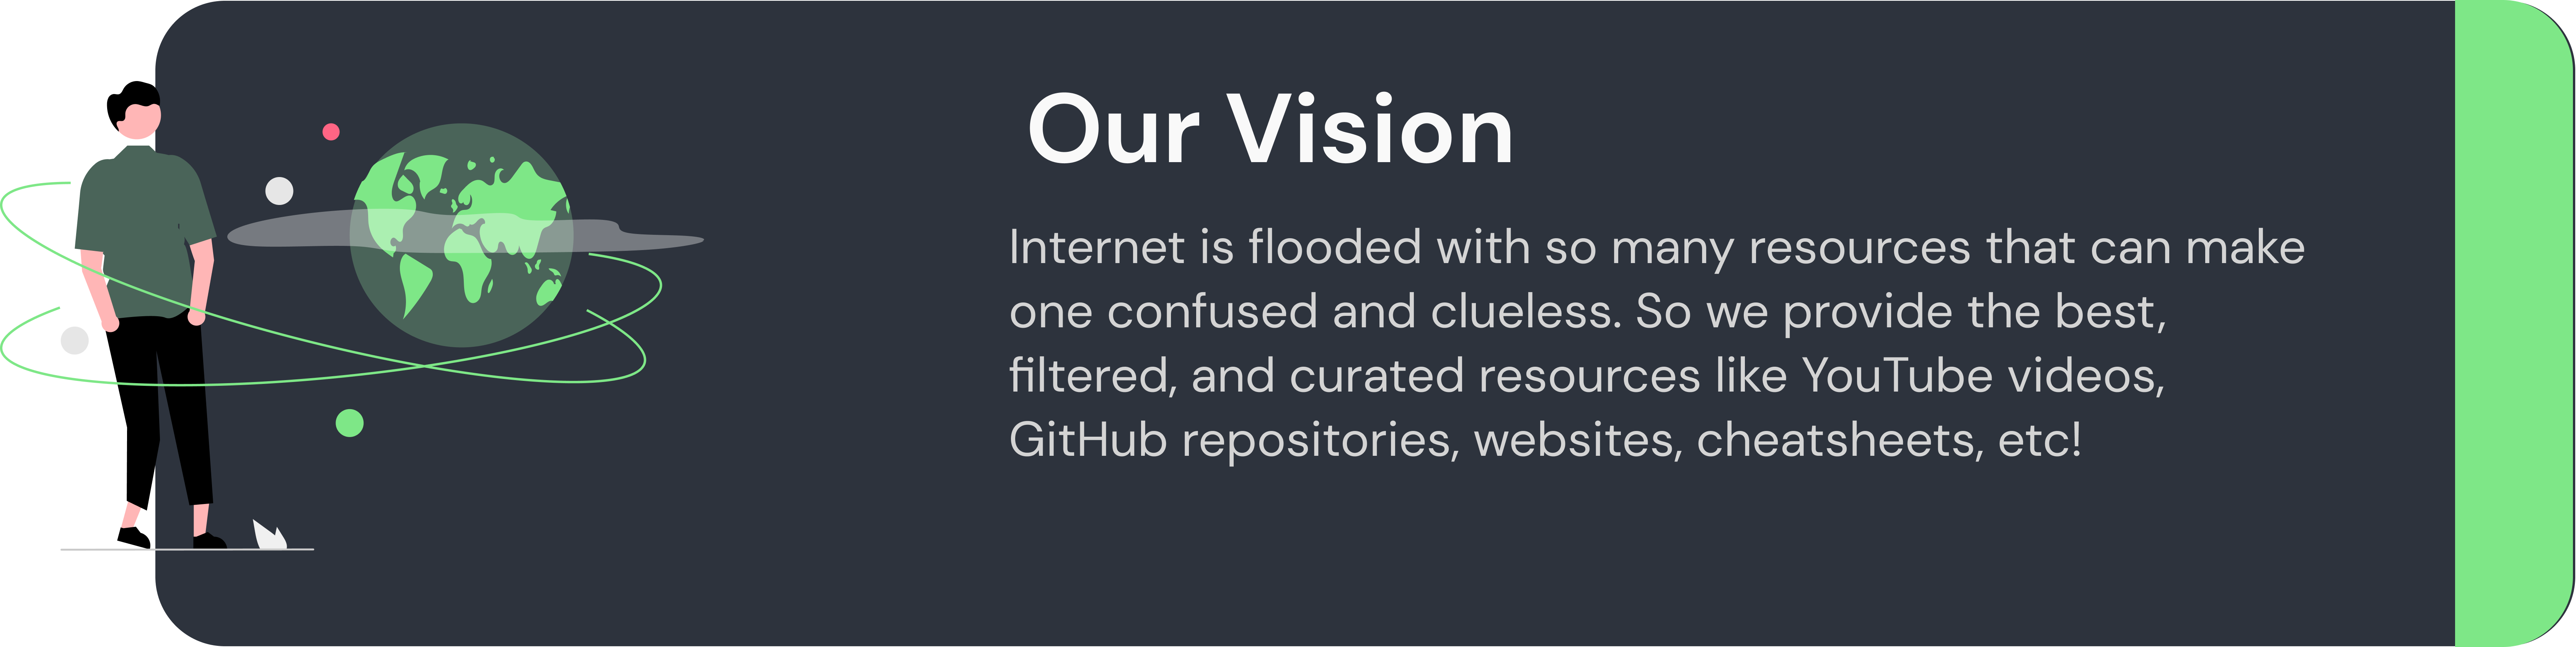 Our Vision
Internet is flooded with so many resources that can make
one confused and clueless. So we provide the best,
filtered, and curated resources like YouTube videos,
GitHub repositories, websites, cheatsheets, etc!